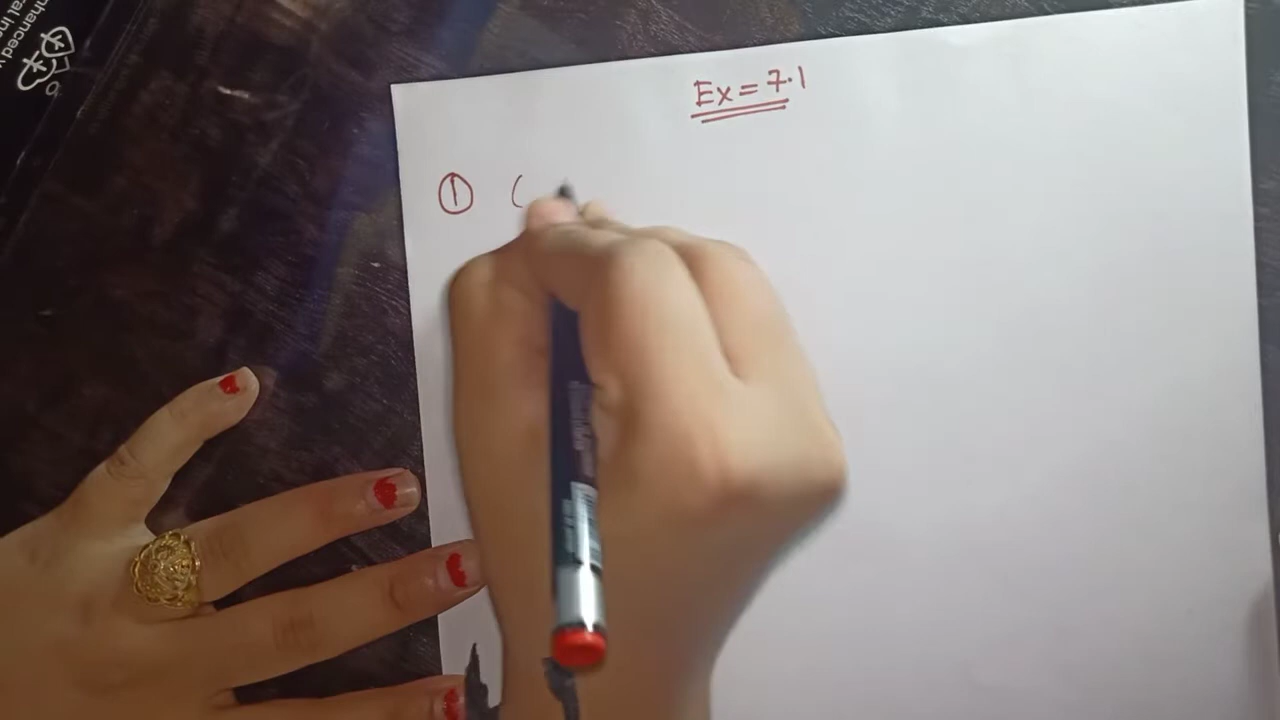 Ex = 7.1
① (